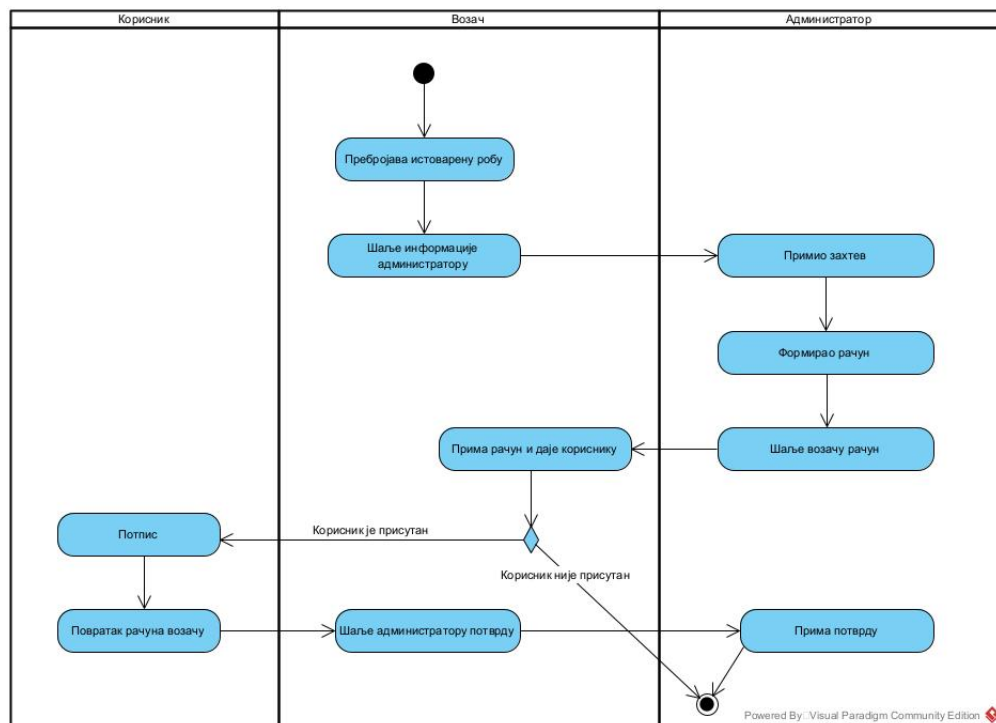 Корисник
Возач
Администратор
Пребројава истоварену робу
Шаље информације
администратору
Примио захтев
Формирао рачун
Прима рачун и даје кориснику
Шаље возачу рачун
Потпис
Корисник је присутан
Корисник није присутан
Повратак рачуна возачу
Шаље администратору потврду
Прима потврду
Powered By: Visual Paradigm Community Edition